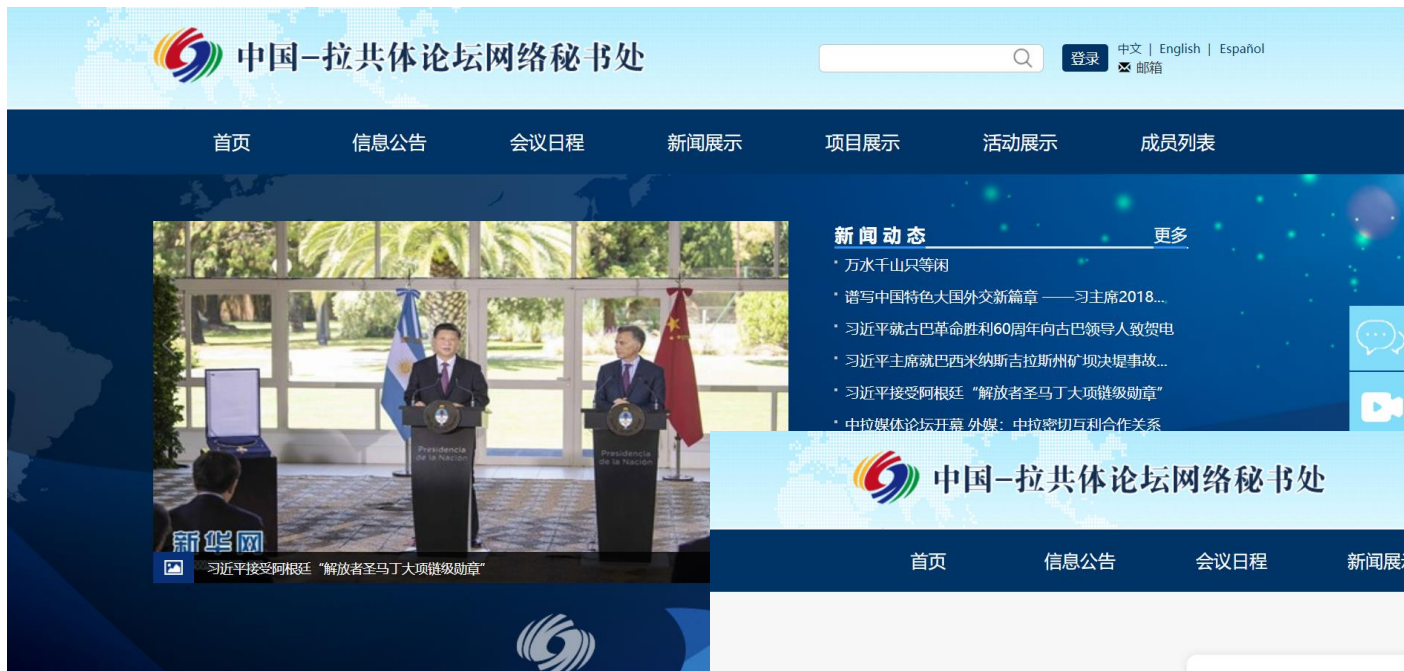 中国-拉共体论坛网络秘书处
登录
中文 | English | Español
邮箱
首页 信息公告 会议日程 新闻展示 项目展示 活动展示 成员列表
新闻动态 更多
万水千山只等闲
谱写中国特色大国外交新篇章 ——习主席2018...
习近平就古巴革命胜利60周年向古巴领导人致贺电
习近平主席就巴西米纳斯吉拉斯州矿坝决堤事故...
习近平接受阿根廷“解放者圣马丁大项链级勋章”
中拉媒体论坛开幕 外媒：中拉密切互利合作关系
Presidencia
de la Nación
Presidencia
de la Nación
新华网
习近平接受阿根廷“解放者圣马丁大项链级勋章”
中国-拉共体论坛网络秘书处
首页 信息公告 会议日程 新闻展